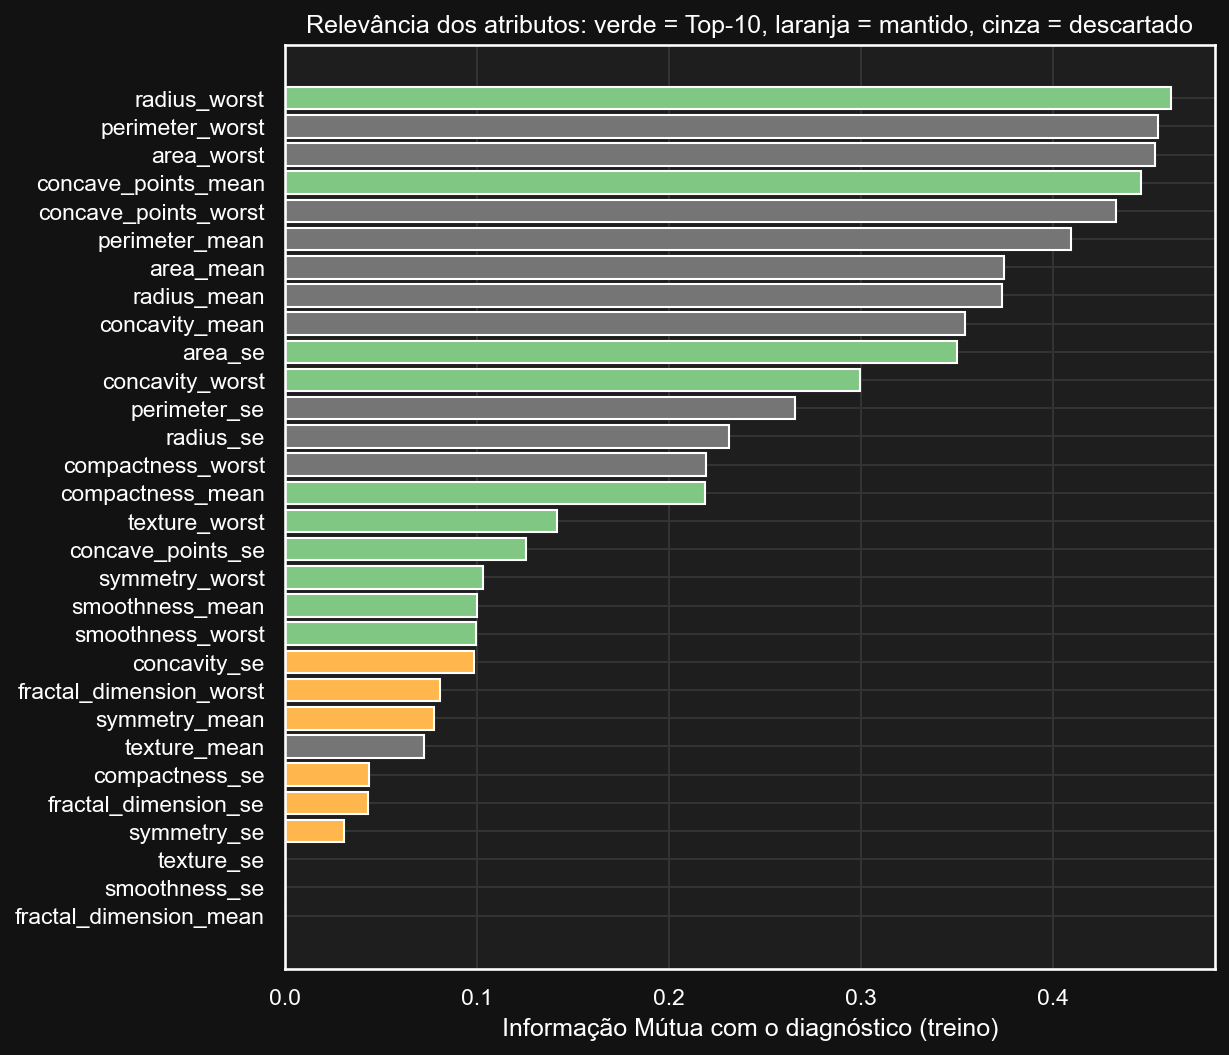 Relevância dos atributos: verde = Top-10, laranja = mantido, cinza = descartado
radius_worst
perimeter_worst
area_worst
concave_points_mean
concave_points_worst
perimeter_mean
area_mean
radius_mean
concavity_mean
area_se
concavity_worst
perimeter_se
radius_se
compactness_worst
compactness_mean
texture_worst
concave_points_se
symmetry_worst
smoothness_mean
smoothness_worst
concavity_se
fractal_dimension_worst
symmetry_mean
texture_mean
compactness_se
fractal_dimension_se
symmetry_se
texture_se
smoothness_se
fractal_dimension_mean
0.0 0.1 0.2 0.3 0.4
Informação Mútua com o diagnóstico (treino)